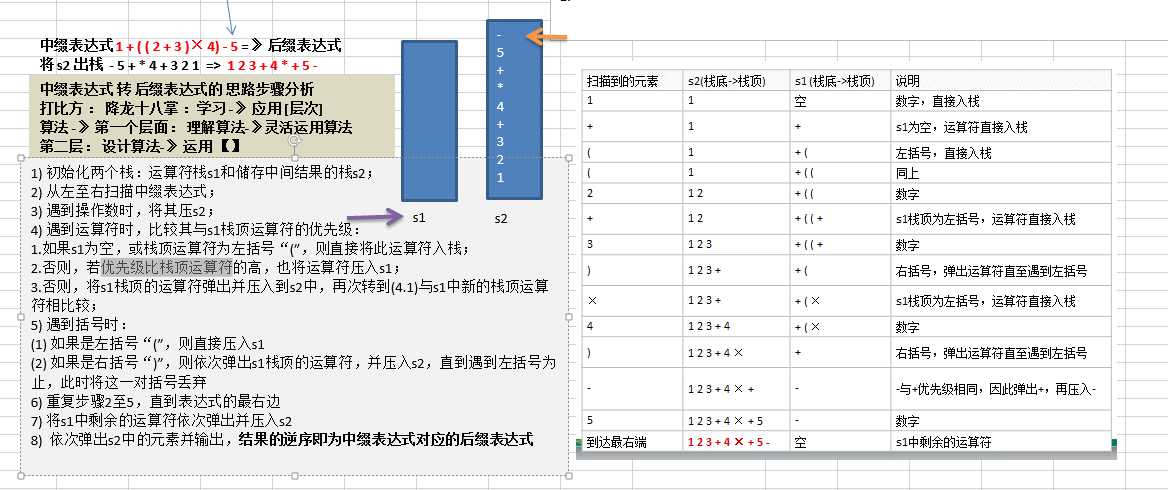 中缀表达式 1 + ( ( 2 + 3 )× 4) - 5 = 》后缀表达式
将 s2 出栈 - 5 + * 4 + 3 2 1 => 1 2 3 + 4 * + 5 -
中缀表达式 转 后缀表达式的 思路步骤分析
打比方 : 降龙十八掌 : 学习 -》应用 [层次]
算法 -》第一个层面 : 理解算法-》灵活运用算法
第二层 : 设计算法-》运用【】
1) 初始化两个栈：运算符栈s1和储存中间结果的栈s2；
2) 从左至右扫描中缀表达式；
3) 遇到操作数时，将其压s2；
4) 遇到运算符时，比较其与s1栈顶运算符的优先级：
1.如果s1为空，或栈顶运算符为左括号“(”，则直接将此运算符入栈；
2.否则，若优先级比栈顶运算符的高，也将运算符压入s1；
3.否则，将s1栈顶的运算符弹出并压入到s2中，再次转到(4.1)与s1中新的栈顶运算
符相比较；
5) 遇到括号时：
(1) 如果是左括号“(”，则直接压入s1
(2) 如果是右括号“)”，则依次弹出s1栈顶的运算符，并压入s2，直到遇到左括号为
止，此时将这一对括号丢弃
6) 重复步骤2至5，直到表达式的最右边
7) 将s1中剩余的运算符依次弹出并压入s2
8) 依次弹出s2中的元素并输出，结果的逆序即为中缀表达式对应的后缀表达式
s1
-
5
+
*
4
+
3
2
1
s2
扫描到的元素 s2(栈底->栈顶) s1 (栈底->栈顶) 说明
1 1 空 数字，直接入栈
+ 1 + s1为空，运算符直接入栈
( 1 + ( 左括号，直接入栈
( 1 + ( ( 同上
2 1 2 + ( ( 数字
+ 1 2 + ( ( + s1栈顶为左括号，运算符直接入栈
3 1 2 3 + ( ( + 数字
) 1 2 3 + + ( 右括号，弹出运算符直至遇到左括号
× 1 2 3 + + ( × s1栈顶为左括号，运算符直接入栈
4 1 2 3 + 4 + ( × 数字
) 1 2 3 + 4 × + 右括号，弹出运算符直至遇到左括号
- 1 2 3 + 4 × + - -与+优先级相同，因此弹出+，再压入-
5 1 2 3 + 4 × + 5 - 数字
到达最右端 1 2 3 + 4 × + 5 - 空 s1中剩余的运算符